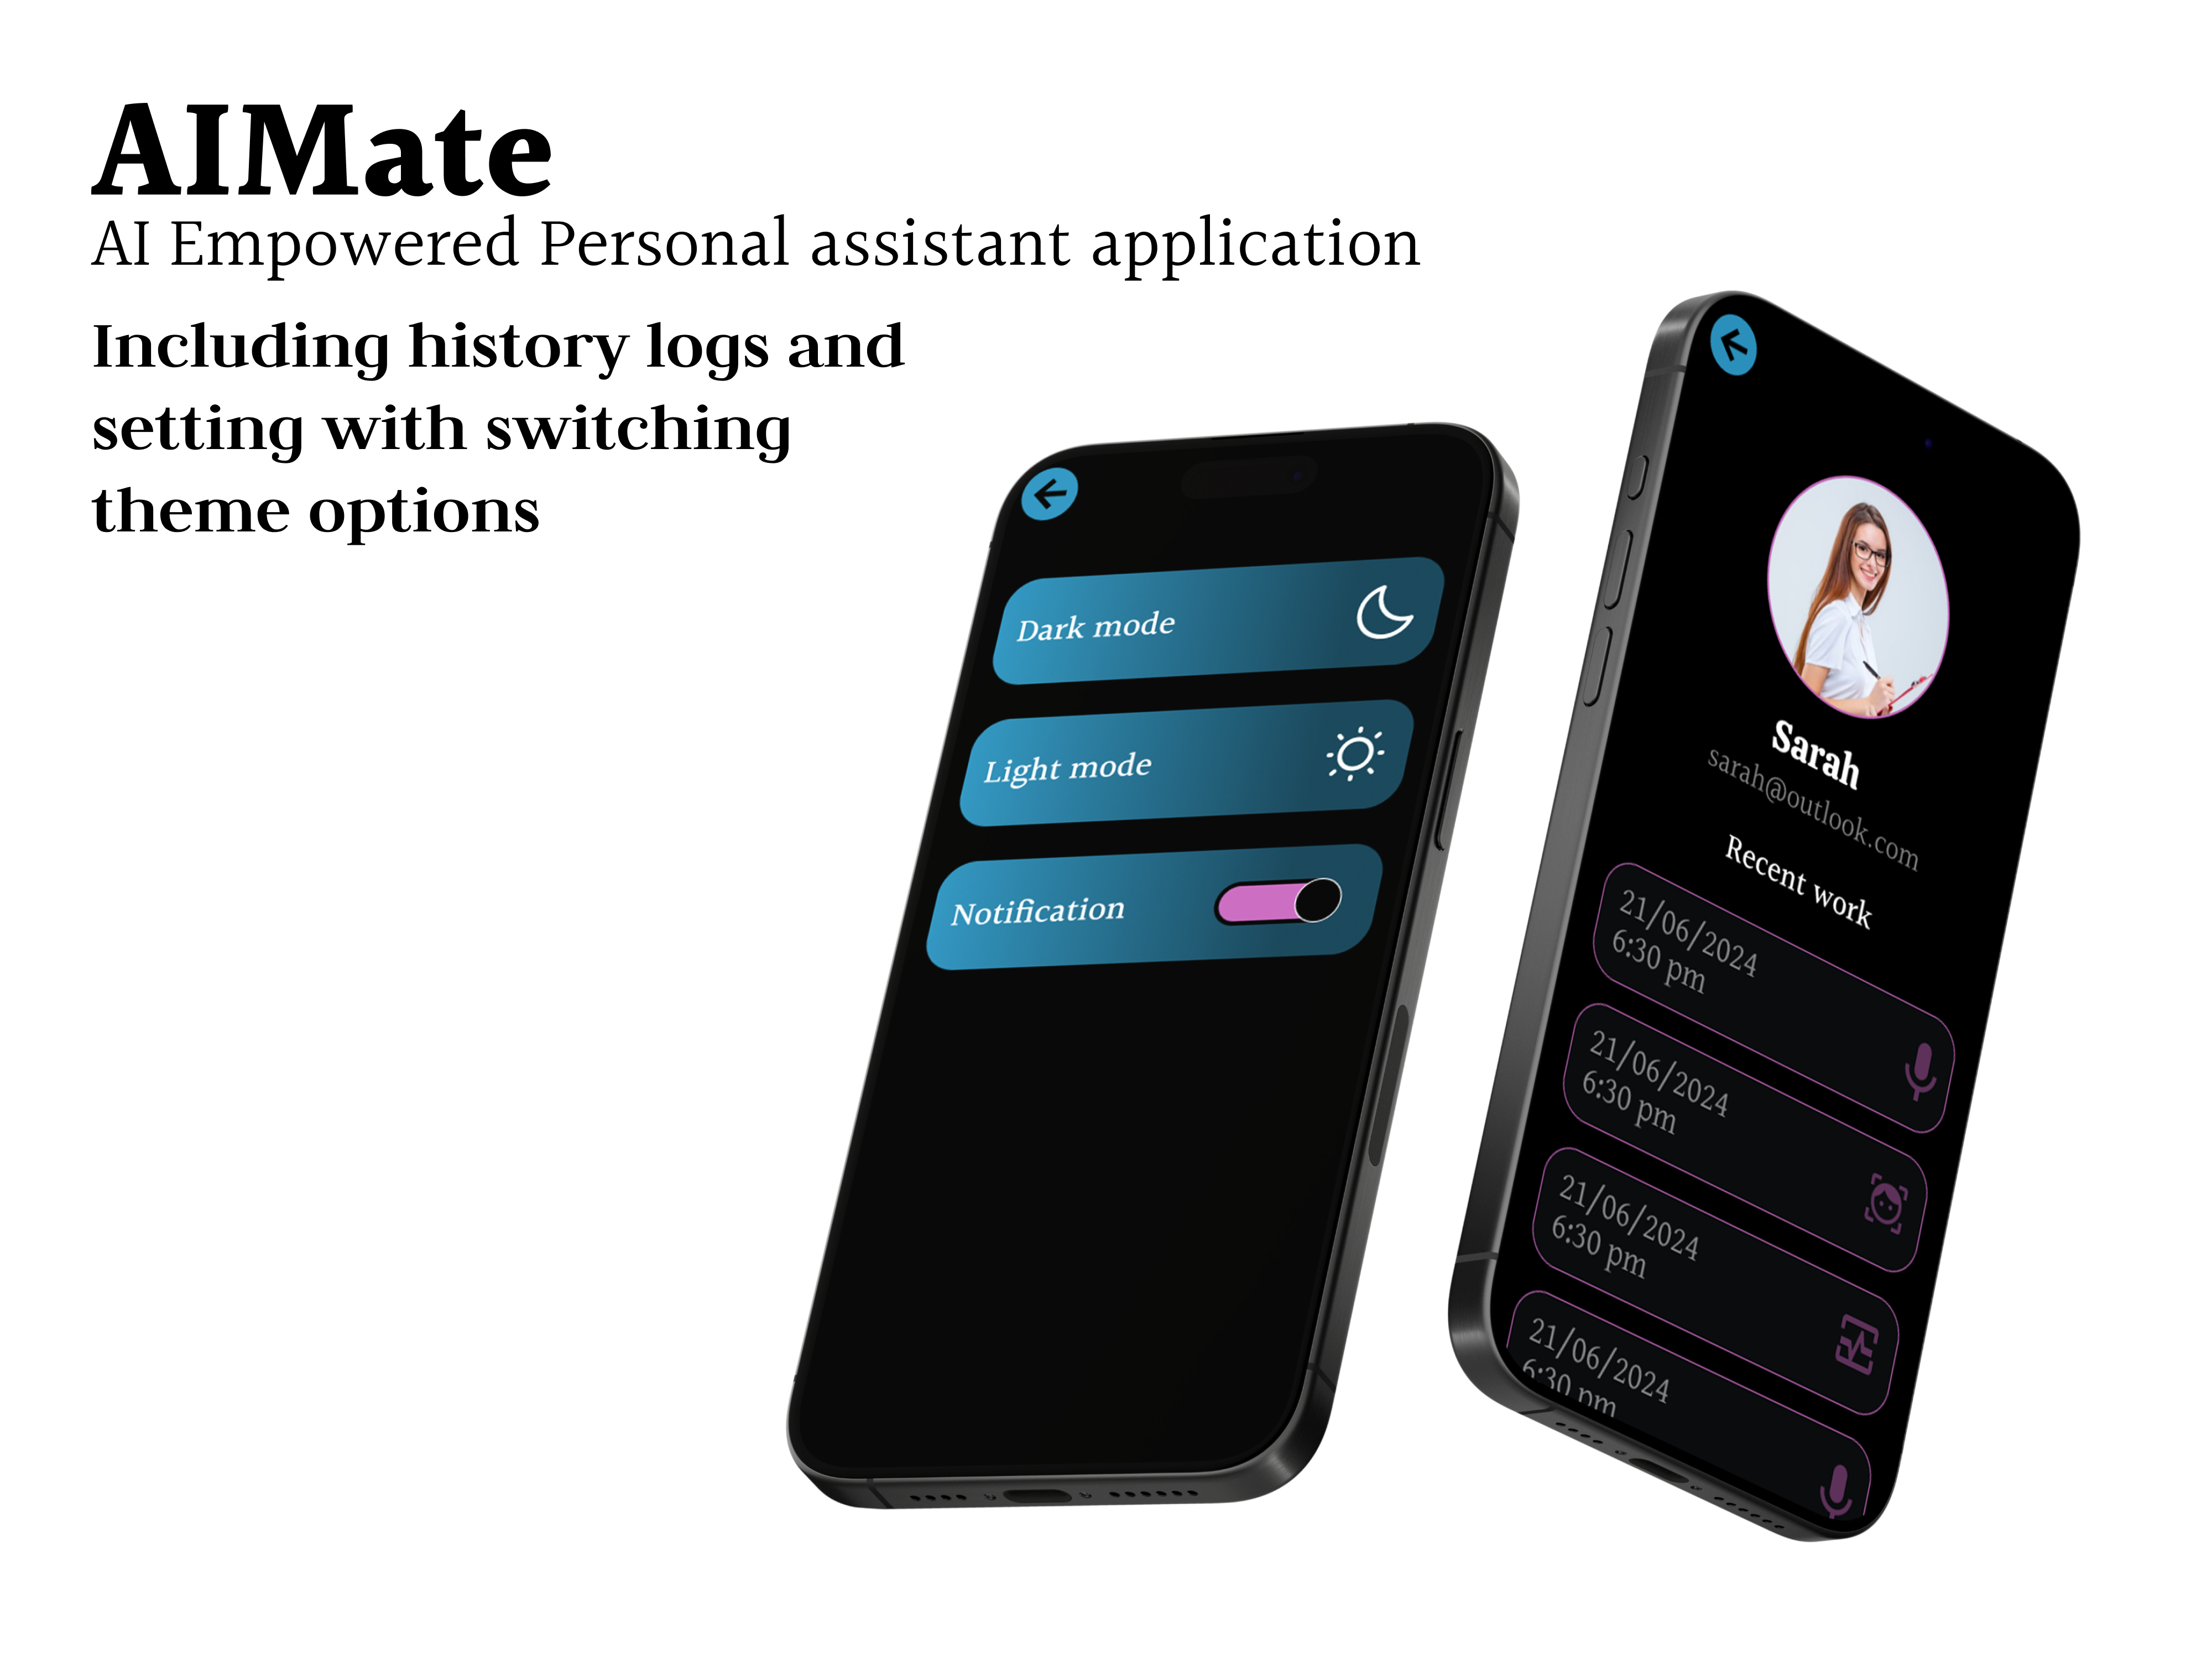 AIMate
AI Empowered Personal assistant application
Including history logs and
setting with switching
theme options
Dark mode
Light mode
Notification
Sarah
sarah@outlook.com
Recent work
21/06/2024
6:30 pm
21/06/2024
6:30 pm
21/06/2024
6:30 pm
21/06/2024
6:30 pm